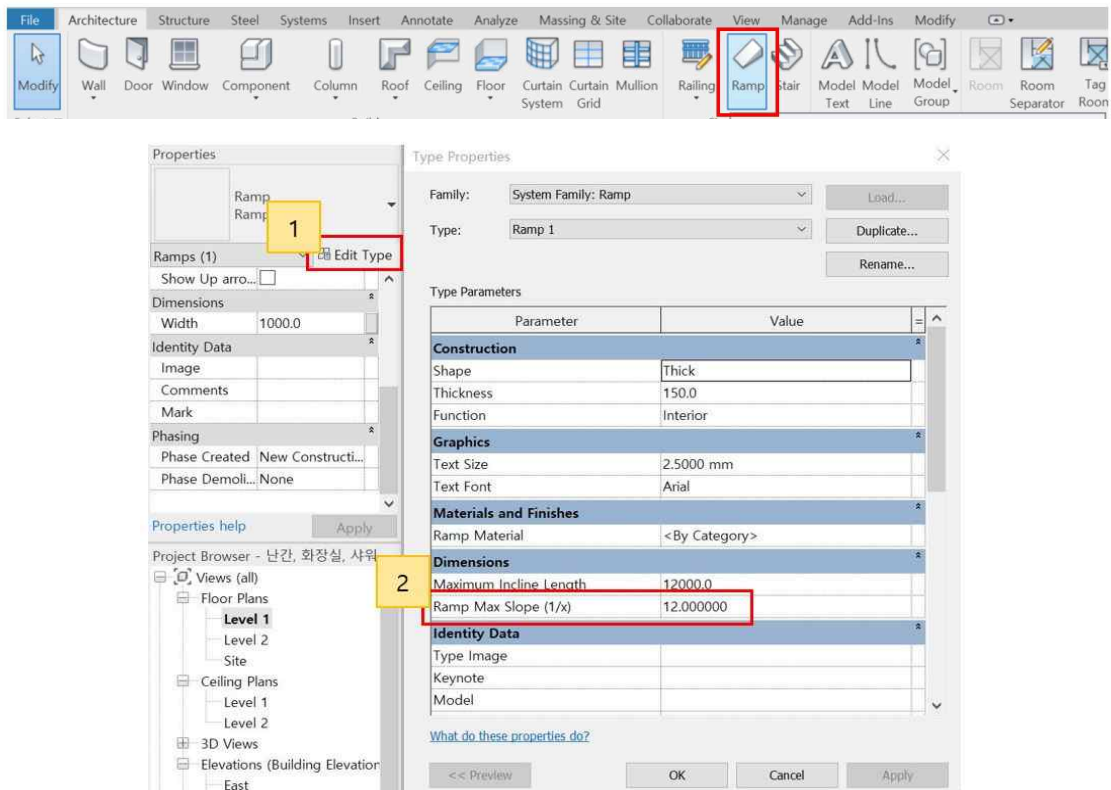 File Architecture Structure Steel Systems Insert Annotate Analyze Massing & Site Collaborate View Manage Add-Ins Modify
Modify Wall Door Window Component Column Roof Ceiling Floor Curtain System Curtain Grid Mullion Railing Ramp Stair Model Text Model Line Model Group Room Room Separator Tag Room
Properties
Ramp
Ramp
1
Ramps (1) Edit Type
Show Up arro...
Dimensions
Width 1000.0
Identity Data
Image
Comments
Mark
Phasing
Phase Created New Constructi...
Phase Demoli... None
Properties help Apply
Project Browser - 난간, 화장실, 샤워
Views (all)
Floor Plans
Level 1
Level 2
Site
Ceiling Plans
Level 1
Level 2
3D Views
Elevations (Building Elevation
East
Type Properties
Family: System Family: Ramp Load...
Type: Ramp 1 Duplicate...
Rename...
Type Parameters
Parameter Value =
Construction
Shape Thick
Thickness 150.0
Function Interior
Graphics
Text Size 2.5000 mm
Text Font Arial
Materials and Finishes
Ramp Material <By Category>
Dimensions
2
Maximum Incline Length 12000.0
Ramp Max Slope (1/x) 12.000000
Identity Data
Type Image
Keynote
Model
What do these properties do?
<< Preview OK Cancel Apply